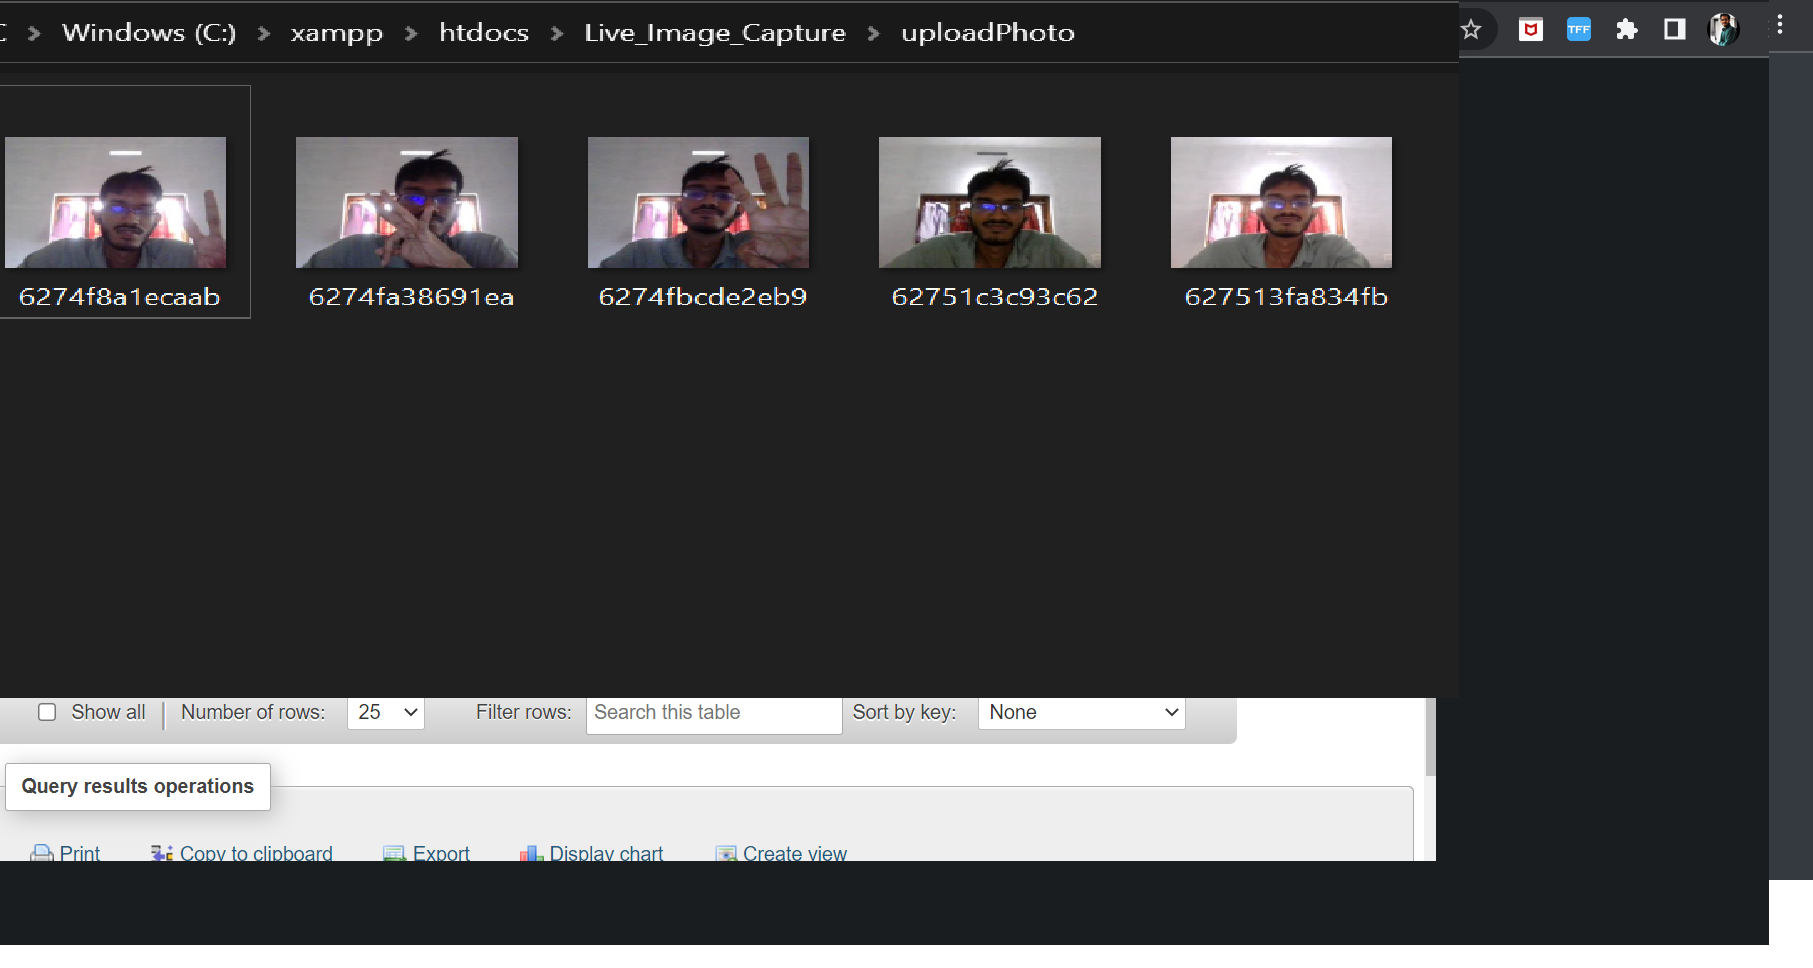 Windows (C:) > xampp > htdocs > Live_Image_Capture > uploadPhoto
TFF
6274f8a1ecaab 6274fa38691ea 6274fbcde2eb9 62751c3c93c62 627513fa834fb
Show all Number of rows: 25 Filter rows: Search this table Sort by key: None
Query results operations
Print Copy to clipboard Export Display chart Create view